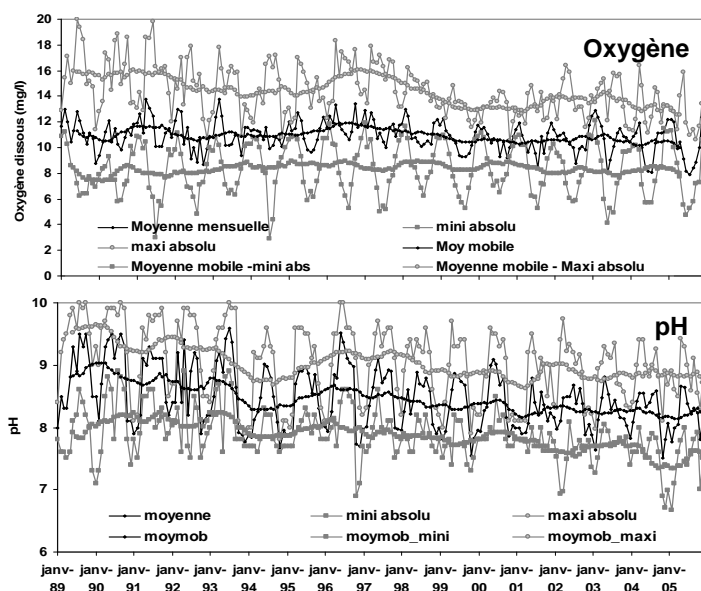 Oxygène
Oxygène dissous (mg/l)
20
18
16
14
12
10
8
6
4
2
0
Moyenne mensuelle
mini absolu
maxi absolu
Moy mobile
Moyenne mobile -mini abs
Moyenne mobile - Maxi absolu
pH
pH
10
9
8
7
6
moyenne
mini absolu
maxi absolu
moymob
moymob_mini
moymob_maxi
janv- janv- janv- janv- janv- janv- janv- janv- janv- janv- janv- janv- janv- janv- janv- janv- janv-
89 90 91 92 93 94 95 96 97 98 99 00 01 02 03 04 05